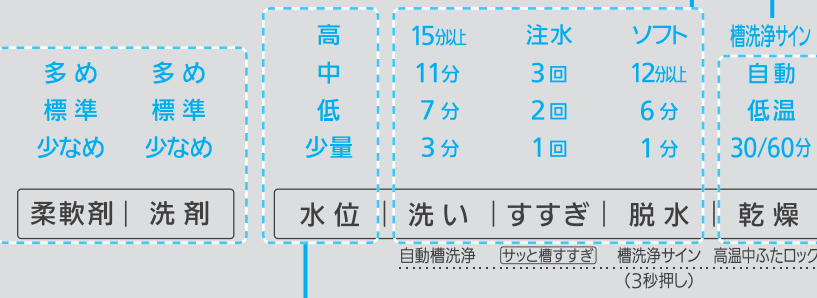 高 15分以上 注水 ソフト 槽洗浄サイン
多め 多め 中 11分 3回 12分以上 自動
標準 標準 低 7分 2回 6分 低温
少なめ 少なめ 少量 3分 1回 1分 30/60分
柔軟剤 洗剤 水位 洗い すすぎ 脱水 乾燥
自動槽洗浄 サッと槽すすぎ 槽洗浄サイン 高温中ふたロック
(3秒押し)